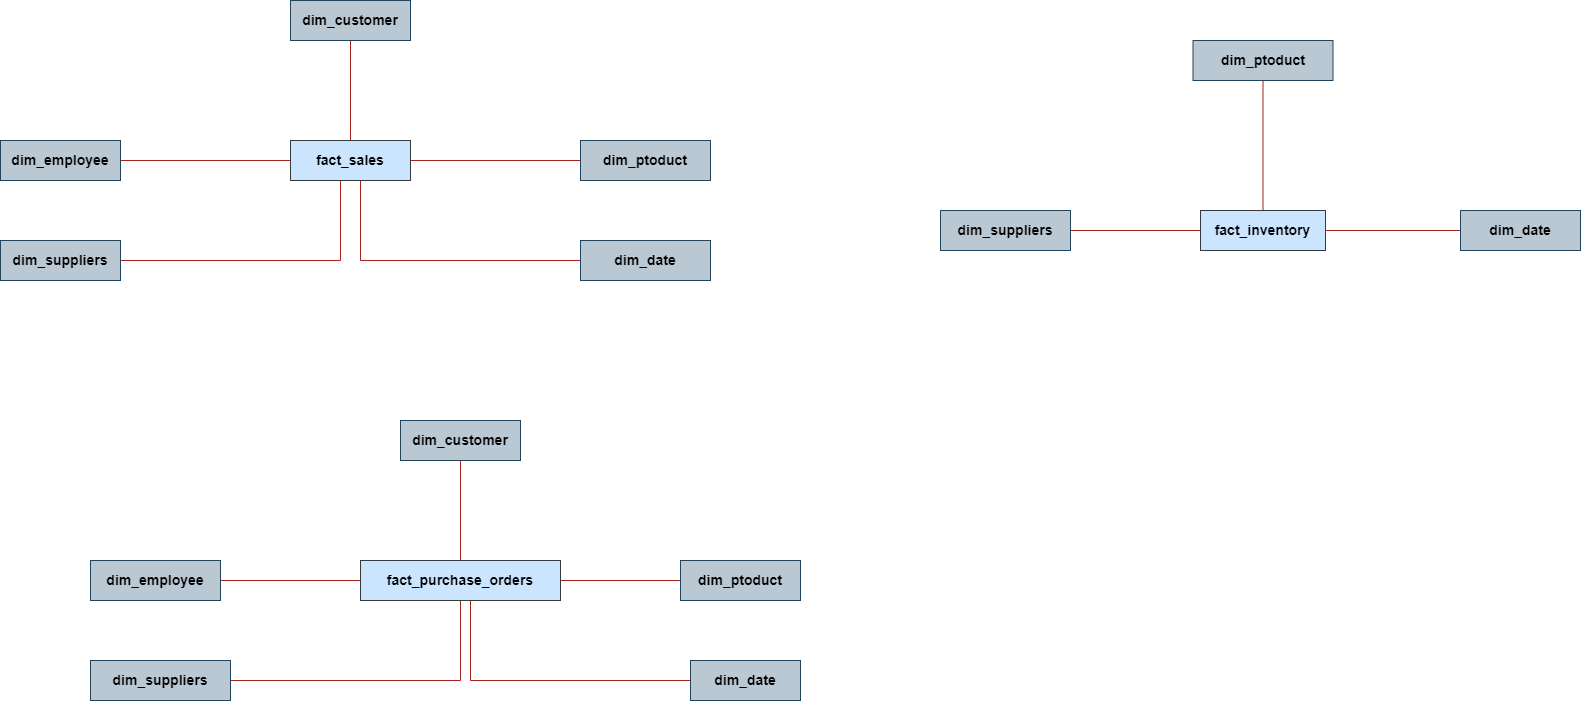 dim_customer
dim_employee
fact_sales
dim_ptoduct
dim_suppliers
dim_date
dim_ptoduct
dim_suppliers
fact_inventory
dim_date
dim_customer
dim_employee
fact_purchase_orders
dim_ptoduct
dim_suppliers
dim_date